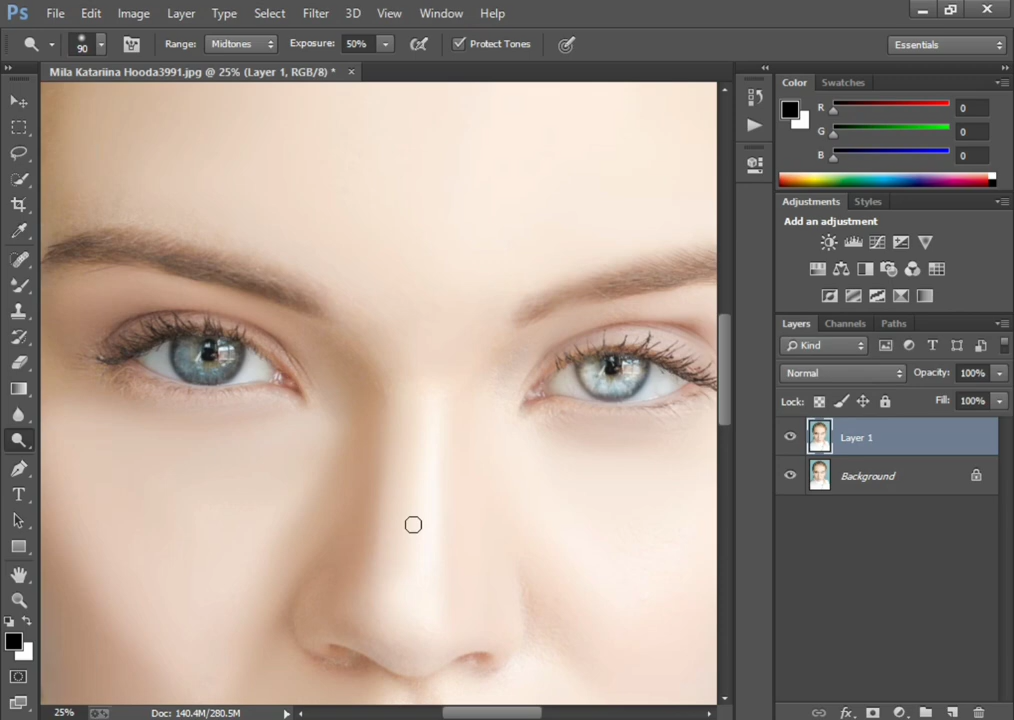 Ps File Edit Image Layer Type Select Filter 3D View Window Help
90 Range: Midtones Exposure: 50% Protect Tones Essentials
Mila Katariina Hooda3991.jpg @ 25% (Layer 1, RGB/8) * ×
Color Swatches
R 0
G 0
B 0
Adjustments Styles
Add an adjustment
Layers Channels Paths
Kind
Normal Opacity: 100%
Lock: Fill: 100%
Layer 1
Background
25% Doc: 140.4M/280.5M